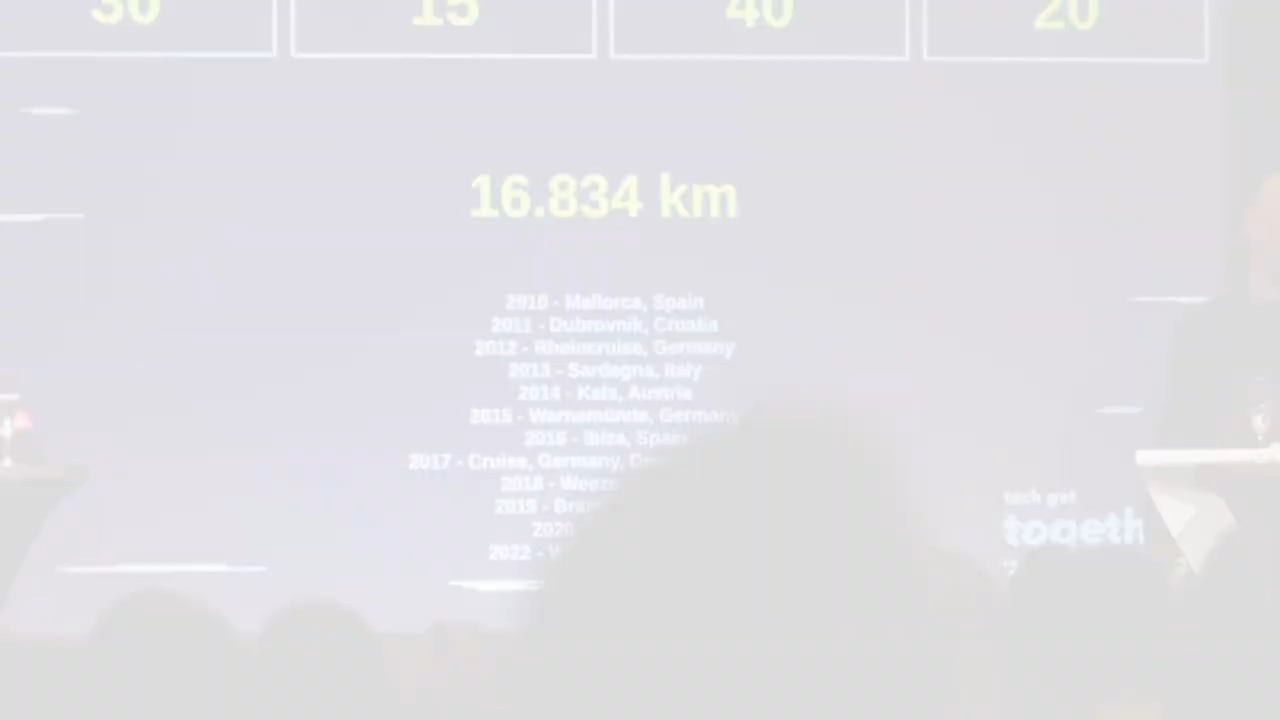 30 15 40 20
16.834 km
2010 - Mallorca, Spain
2011 - Dubrovnik, Croatia
2012 - Rheincruise, Germany
2013 - Sardegna, Italy
2014 - Kals, Austria
2015 - Warnemünde, Germany
2016 - Ibiza, Spain
2017 - Cruise, Germany,
2018 -
2019 -
2020
2022 -
tech get
togeth